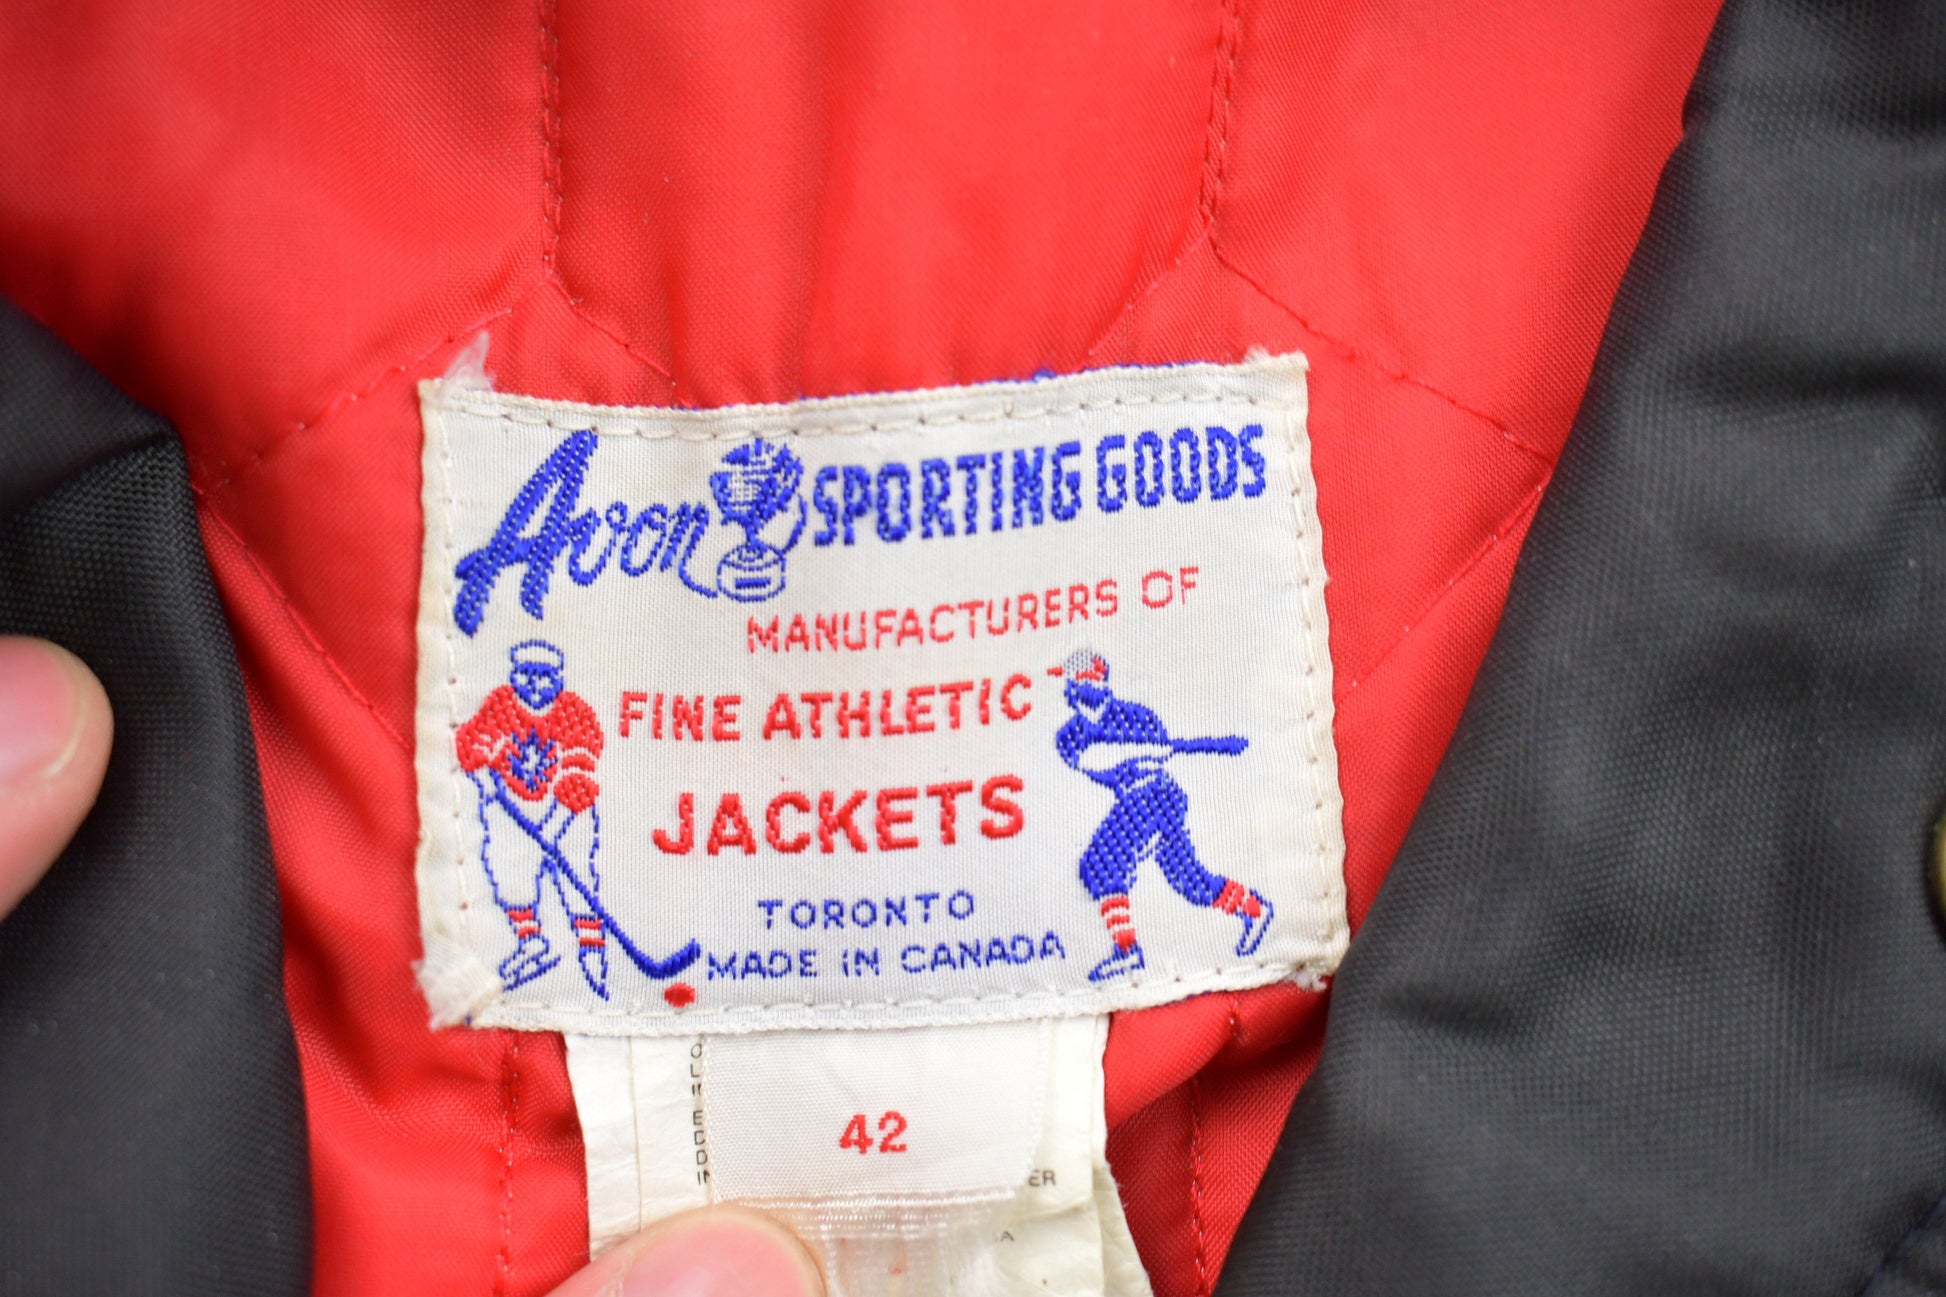 Avon SPORTING GOODS
MANUFACTURERS OF
FINE ATHLETIC
JACKETS
TORONTO
MADE IN CANADA
42